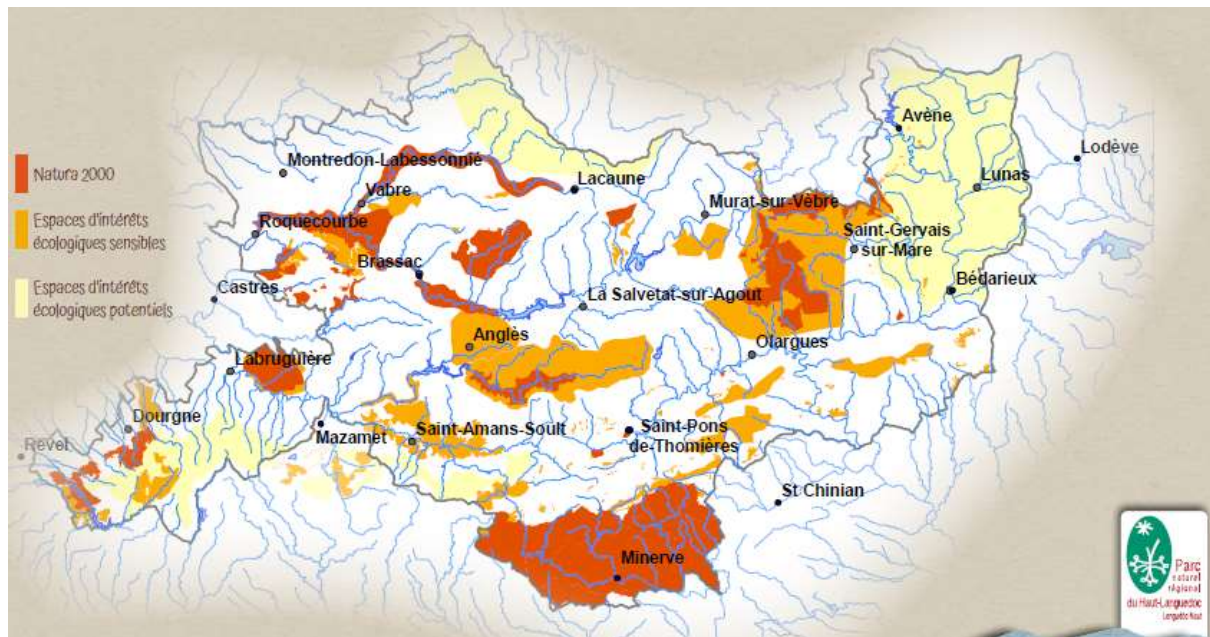 Natura 2000
Espaces d'intérêts
écologiques sensibles
Espaces d'intérêts
écologiques potentiels
Avène
Lodève
Montredon-Labessonnié
Lacaune
Lunas
Vabre
Murat-sur-Vèbre
Roquecourbe
Saint-Gervais
sur-Mare
Brassac
Castres
La Salvetat-sur-Agout
Bédarieux
Anglès
Olargues
Labruguière
Dourgne
Revel
Mazamet
Saint-Amans-Soult
Saint-Pons
de-Thomières
St Chinian
Minerve
Parc
naturel
régional
du Haut-Languedoc